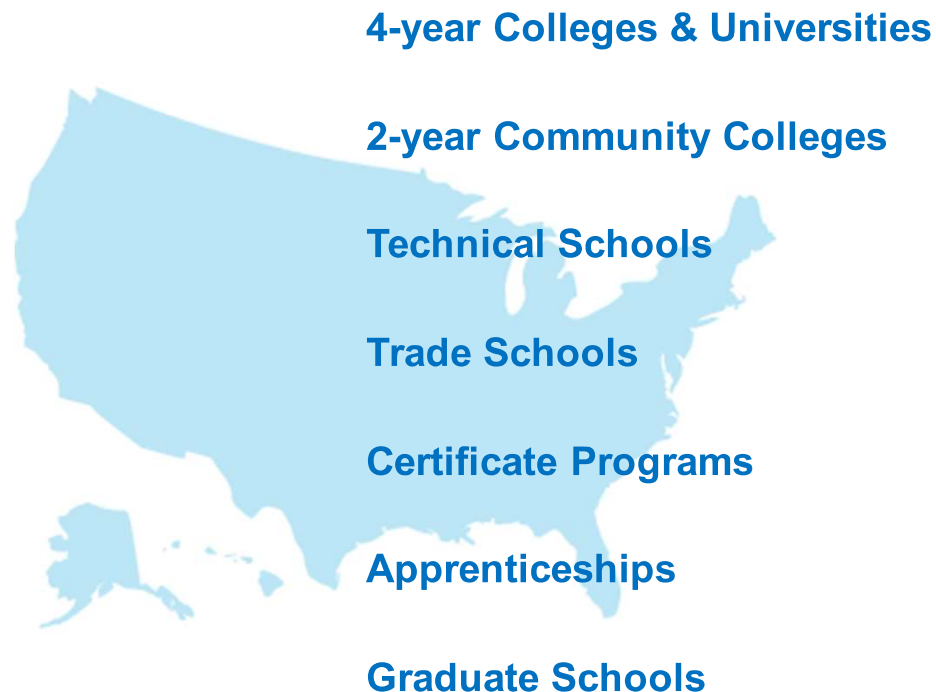 4-year Colleges & Universities
2-year Community Colleges
Technical Schools
Trade Schools
Certificate Programs
Apprenticeships
Graduate Schools